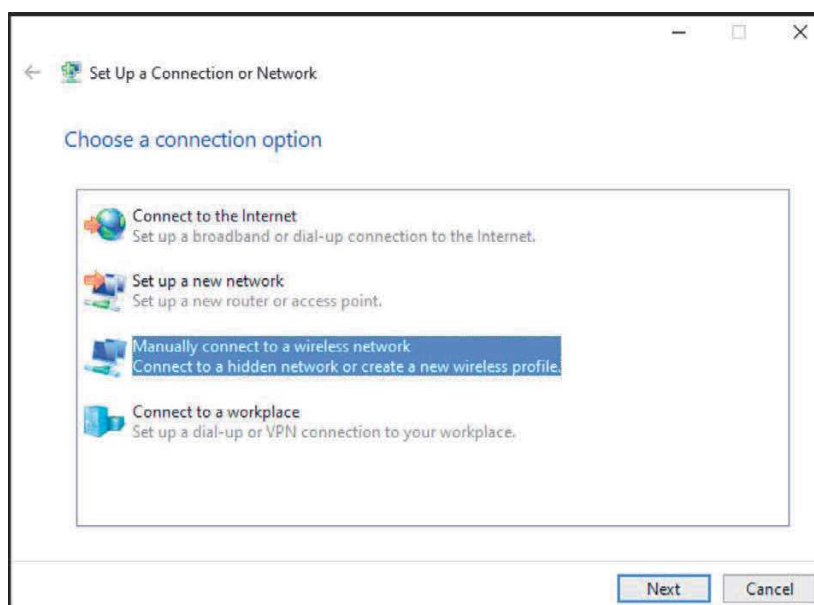 Set Up a Connection or Network
Choose a connection option
Connect to the Internet
Set up a broadband or dial-up connection to the Internet.
Set up a new network
Set up a new router or access point.
Manually connect to a wireless network
Connect to a hidden network or create a new wireless profile.
Connect to a workplace
Set up a dial-up or VPN connection to your workplace.
Next Cancel